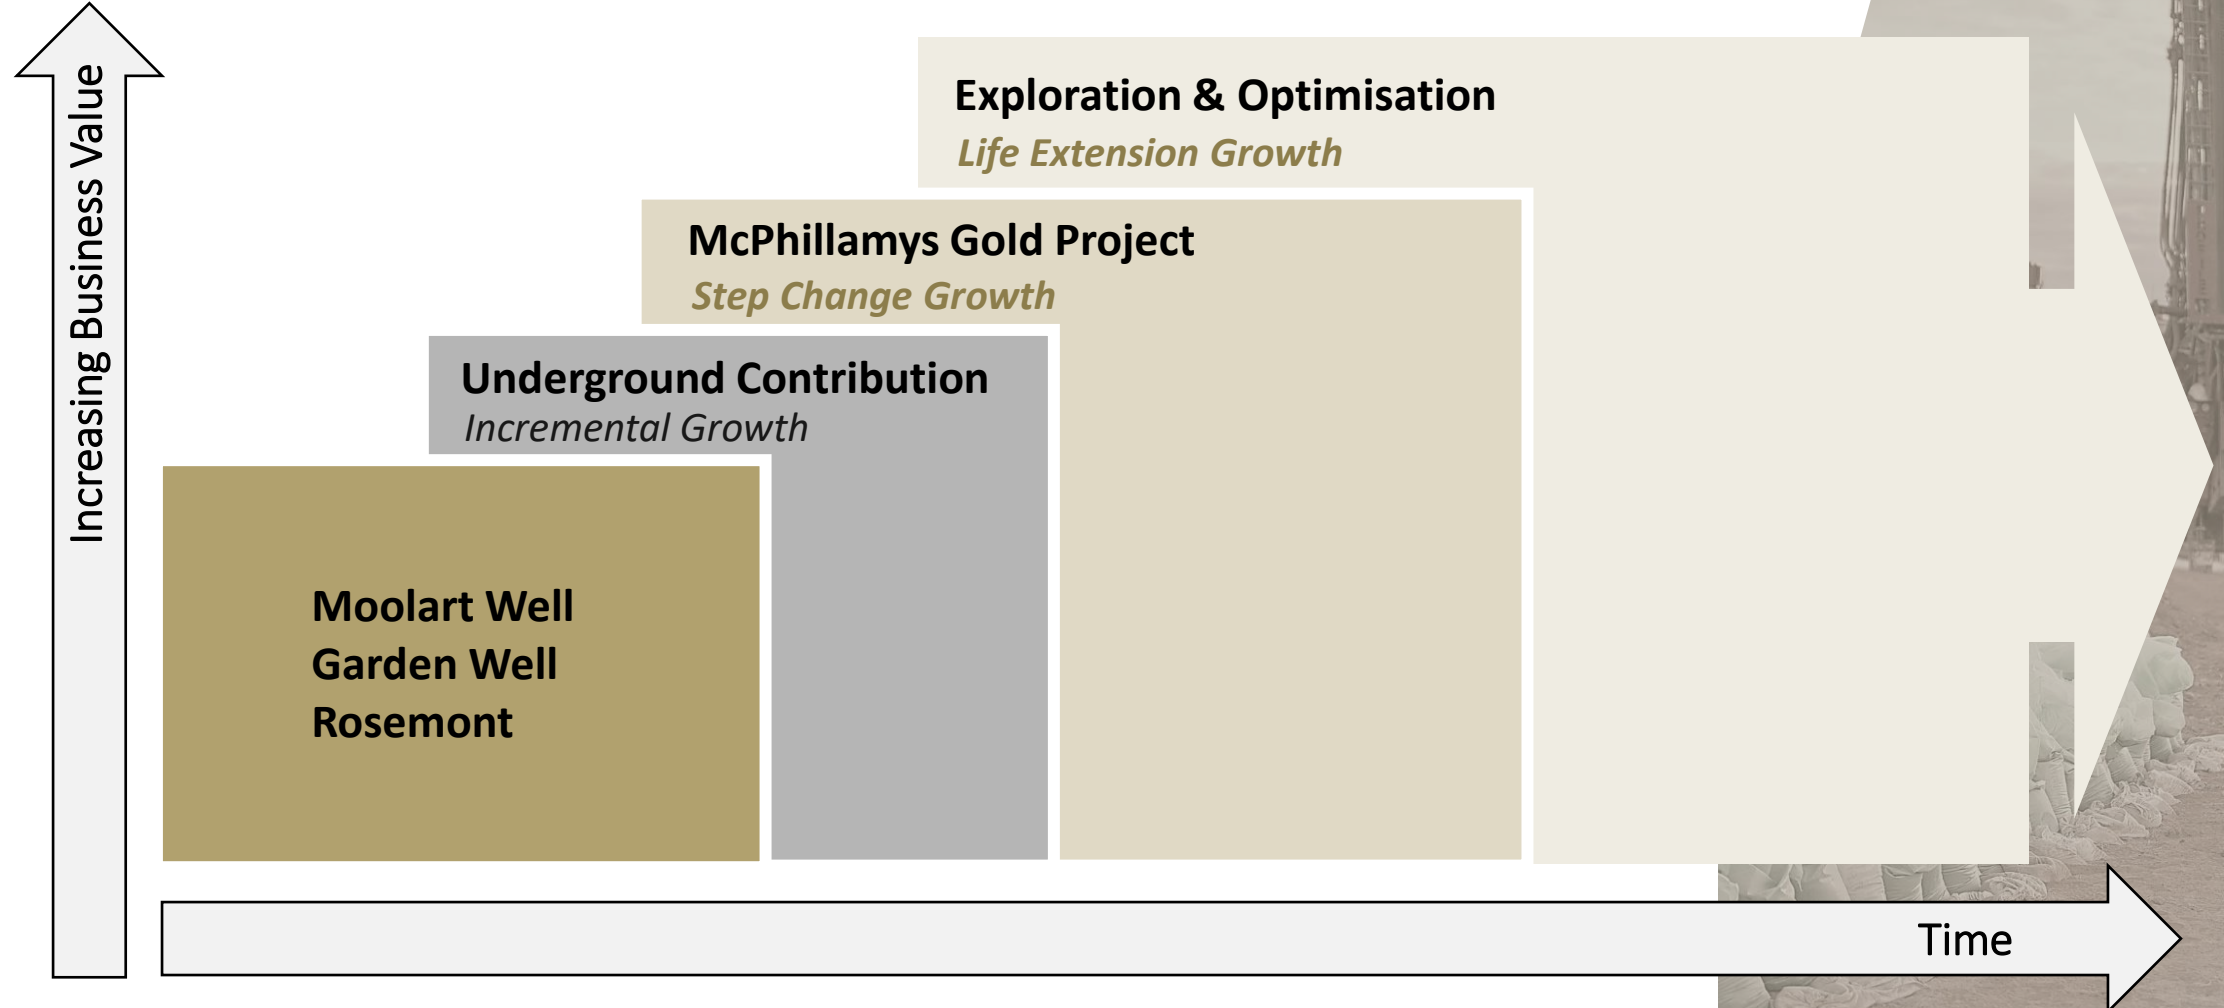 Increasing Business Value
Exploration & Optimisation
Life Extension Growth
McPhillamys Gold Project
Step Change Growth
Underground Contribution
Incremental Growth
Moolart Well
Garden Well
Rosemont
Time